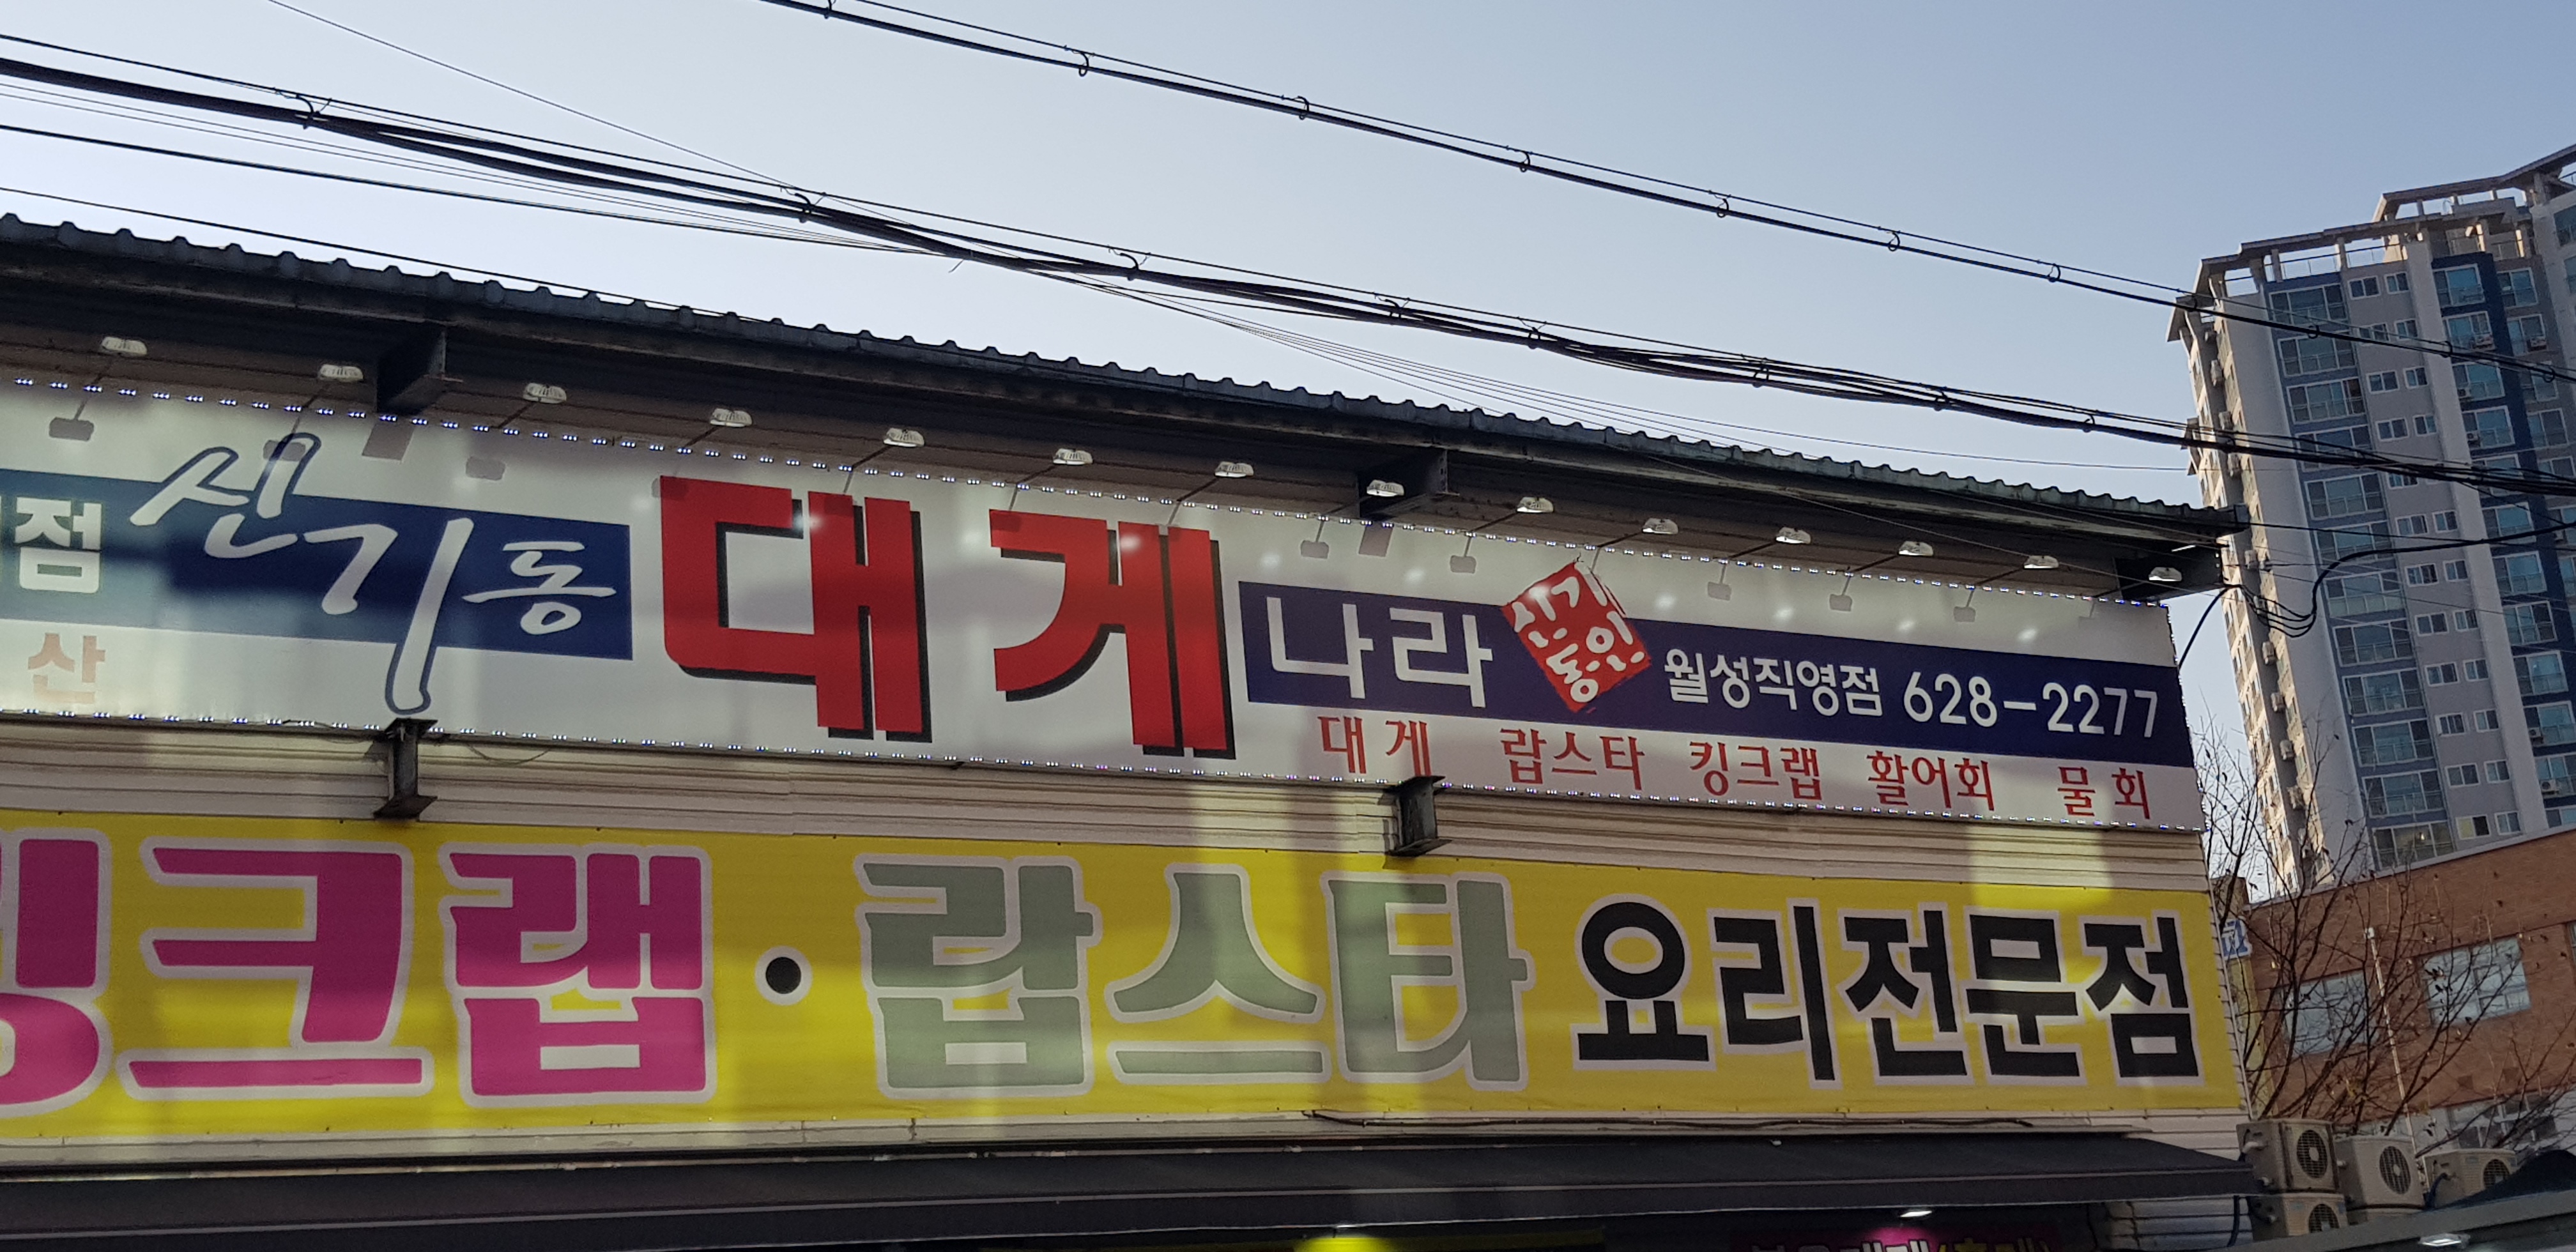 점 신기동 대게 나라 신기동인 월성직영점 628-2277
산 대게 랍스타 킹크랩 활어회 물회
킹크랩·랍스타 요리전문점